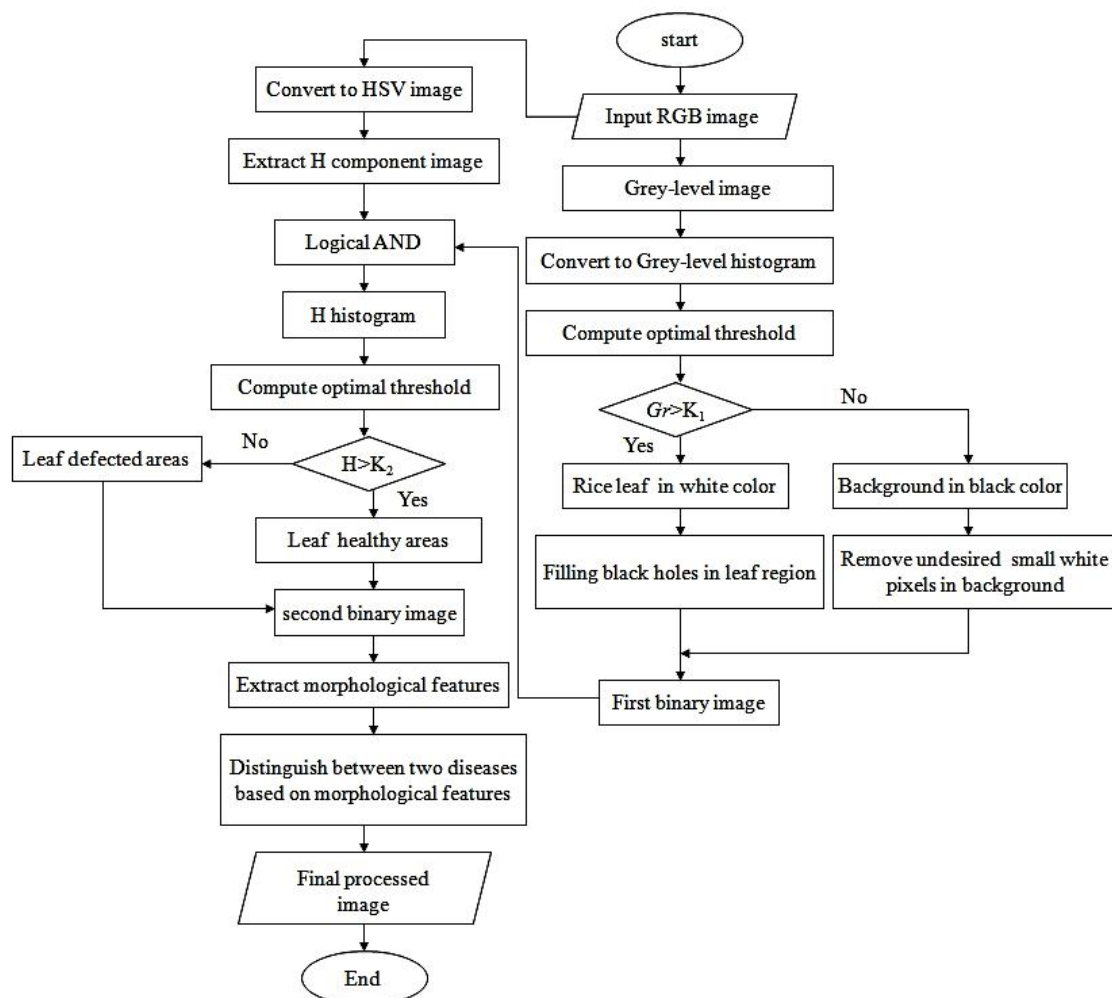 start
Convert to HSV image
Input RGB image
Extract H component image
Grey-level image
Logical AND
Convert to Grey-level histogram
H histogram
Compute optimal threshold
Compute optimal threshold
Gr>K₁
No
Yes
No
Leaf defected areas
H>K₂
Yes
Rice leaf in white color
Background in black color
Leaf healthy areas
Filling black holes in leaf region
Remove undesired small white
pixels in background
second binary image
Extract morphological features
First binary image
Distinguish between two diseases
based on morphological features
Final processed
image
End